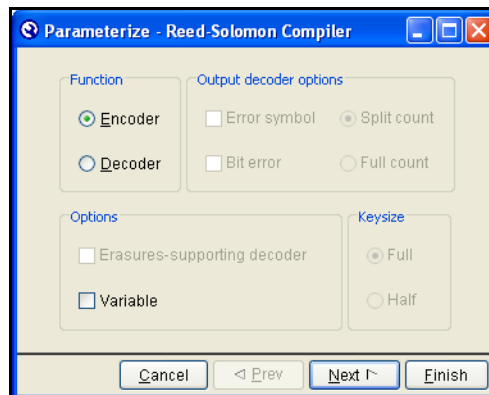 Parameterize - Reed-Solomon Compiler
Function
Encoder
Decoder
Output decoder options
Error symbol
Split count
Bit error
Full count
Options
Erasures-supporting decoder
Variable
Keysize
Full
Half
Cancel
Prev
Next
Finish